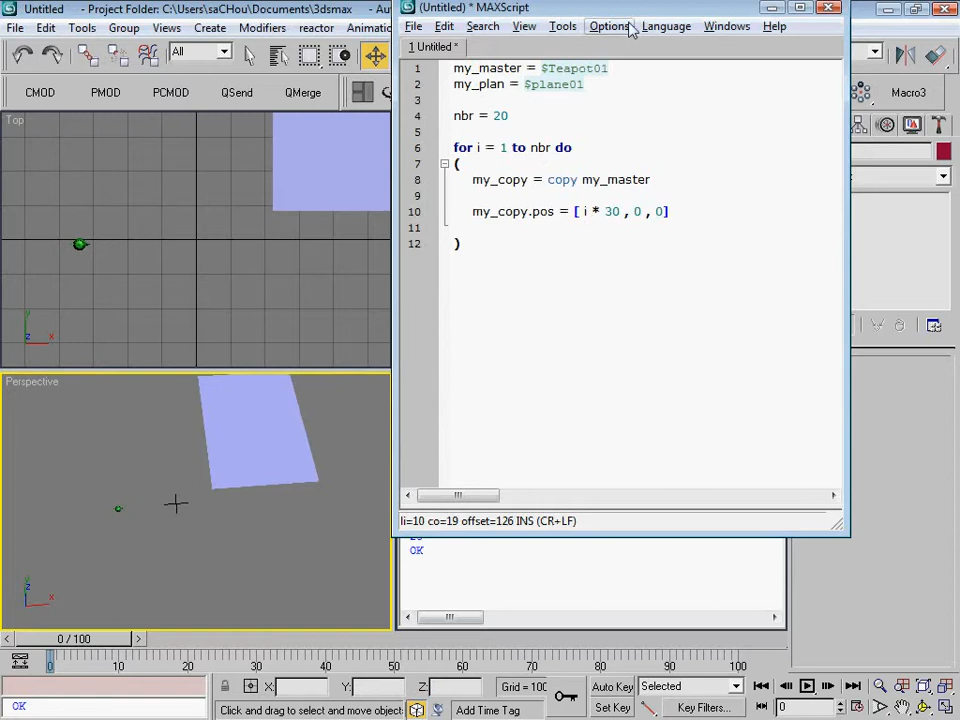 Untitled - Project Folder: C:\Users\saCHou\Documents\3dsmax - Au
File Edit Tools Group Create Modifiers reactor Animatio
All
CMOD PMOD PCMOD QSend QMerge
Macro3
(Untitled) * MAXScript
File Edit Search View Tools Options Language Windows Help
1 Untitled *
1 my_master = $Teapot01
2 my_plan = $plane01
3
4 nbr = 20
5
6 for i = 1 to nbr do
7 (
8 my_copy = copy my_master
9
10 my_copy.pos = [ i * 30 , 0 , 0]
11
12 )
li=10 co=19 offset=126 INS (CR+LF)
OK
Top
y
z x
Perspective
z
x
0 / 100
0 10 20 30 40 50 60 70 80 90 100
X: Y: Z: Grid = 100
Auto Key Selected
OK
Click and drag to select and move objects
Add Time Tag
Set Key Key Filters...
0